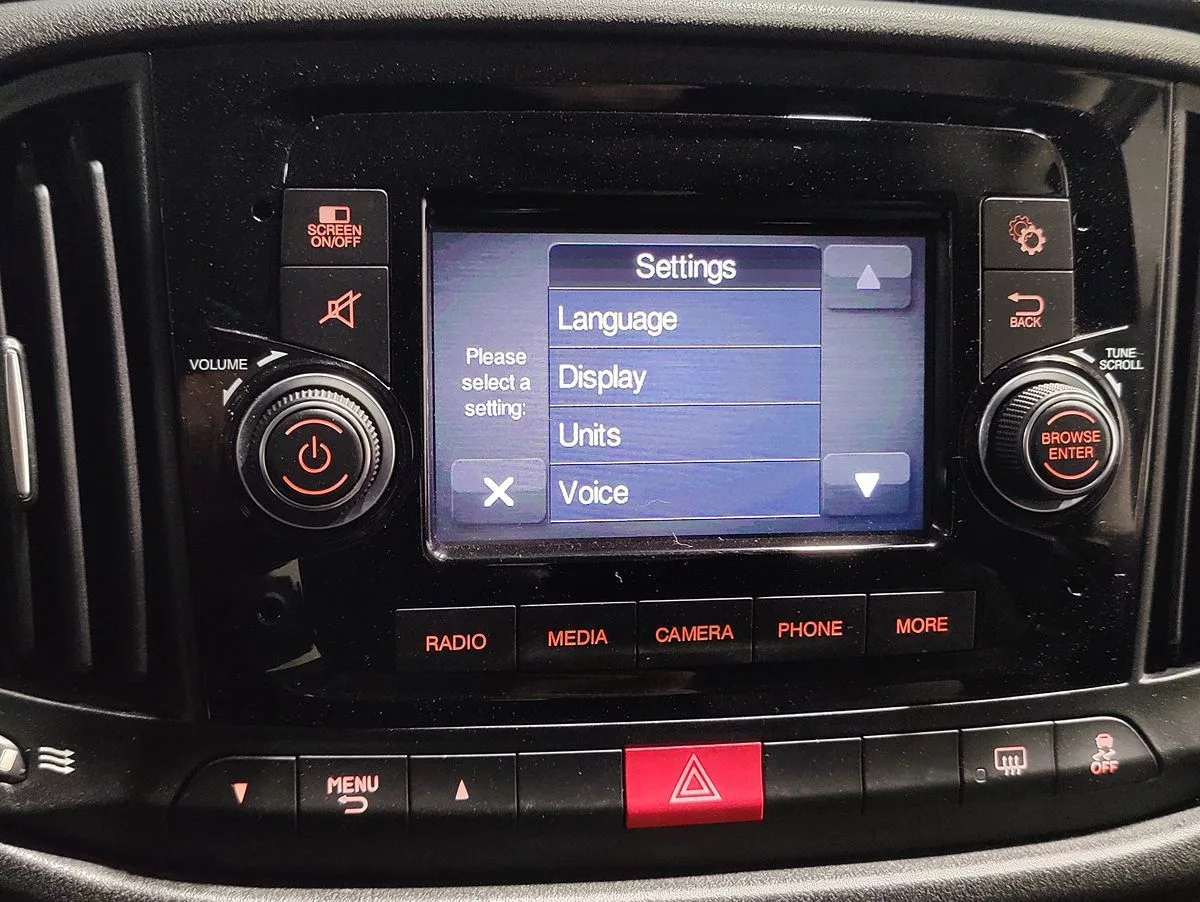 SCREEN
ON/OFF
VOLUME
Please
select a
setting:
Settings
Language
Display
Units
Voice
BACK
TUNE
SCROLL
BROWSE
ENTER
RADIO
MEDIA
CAMERA
PHONE
MORE
MENU
OFF